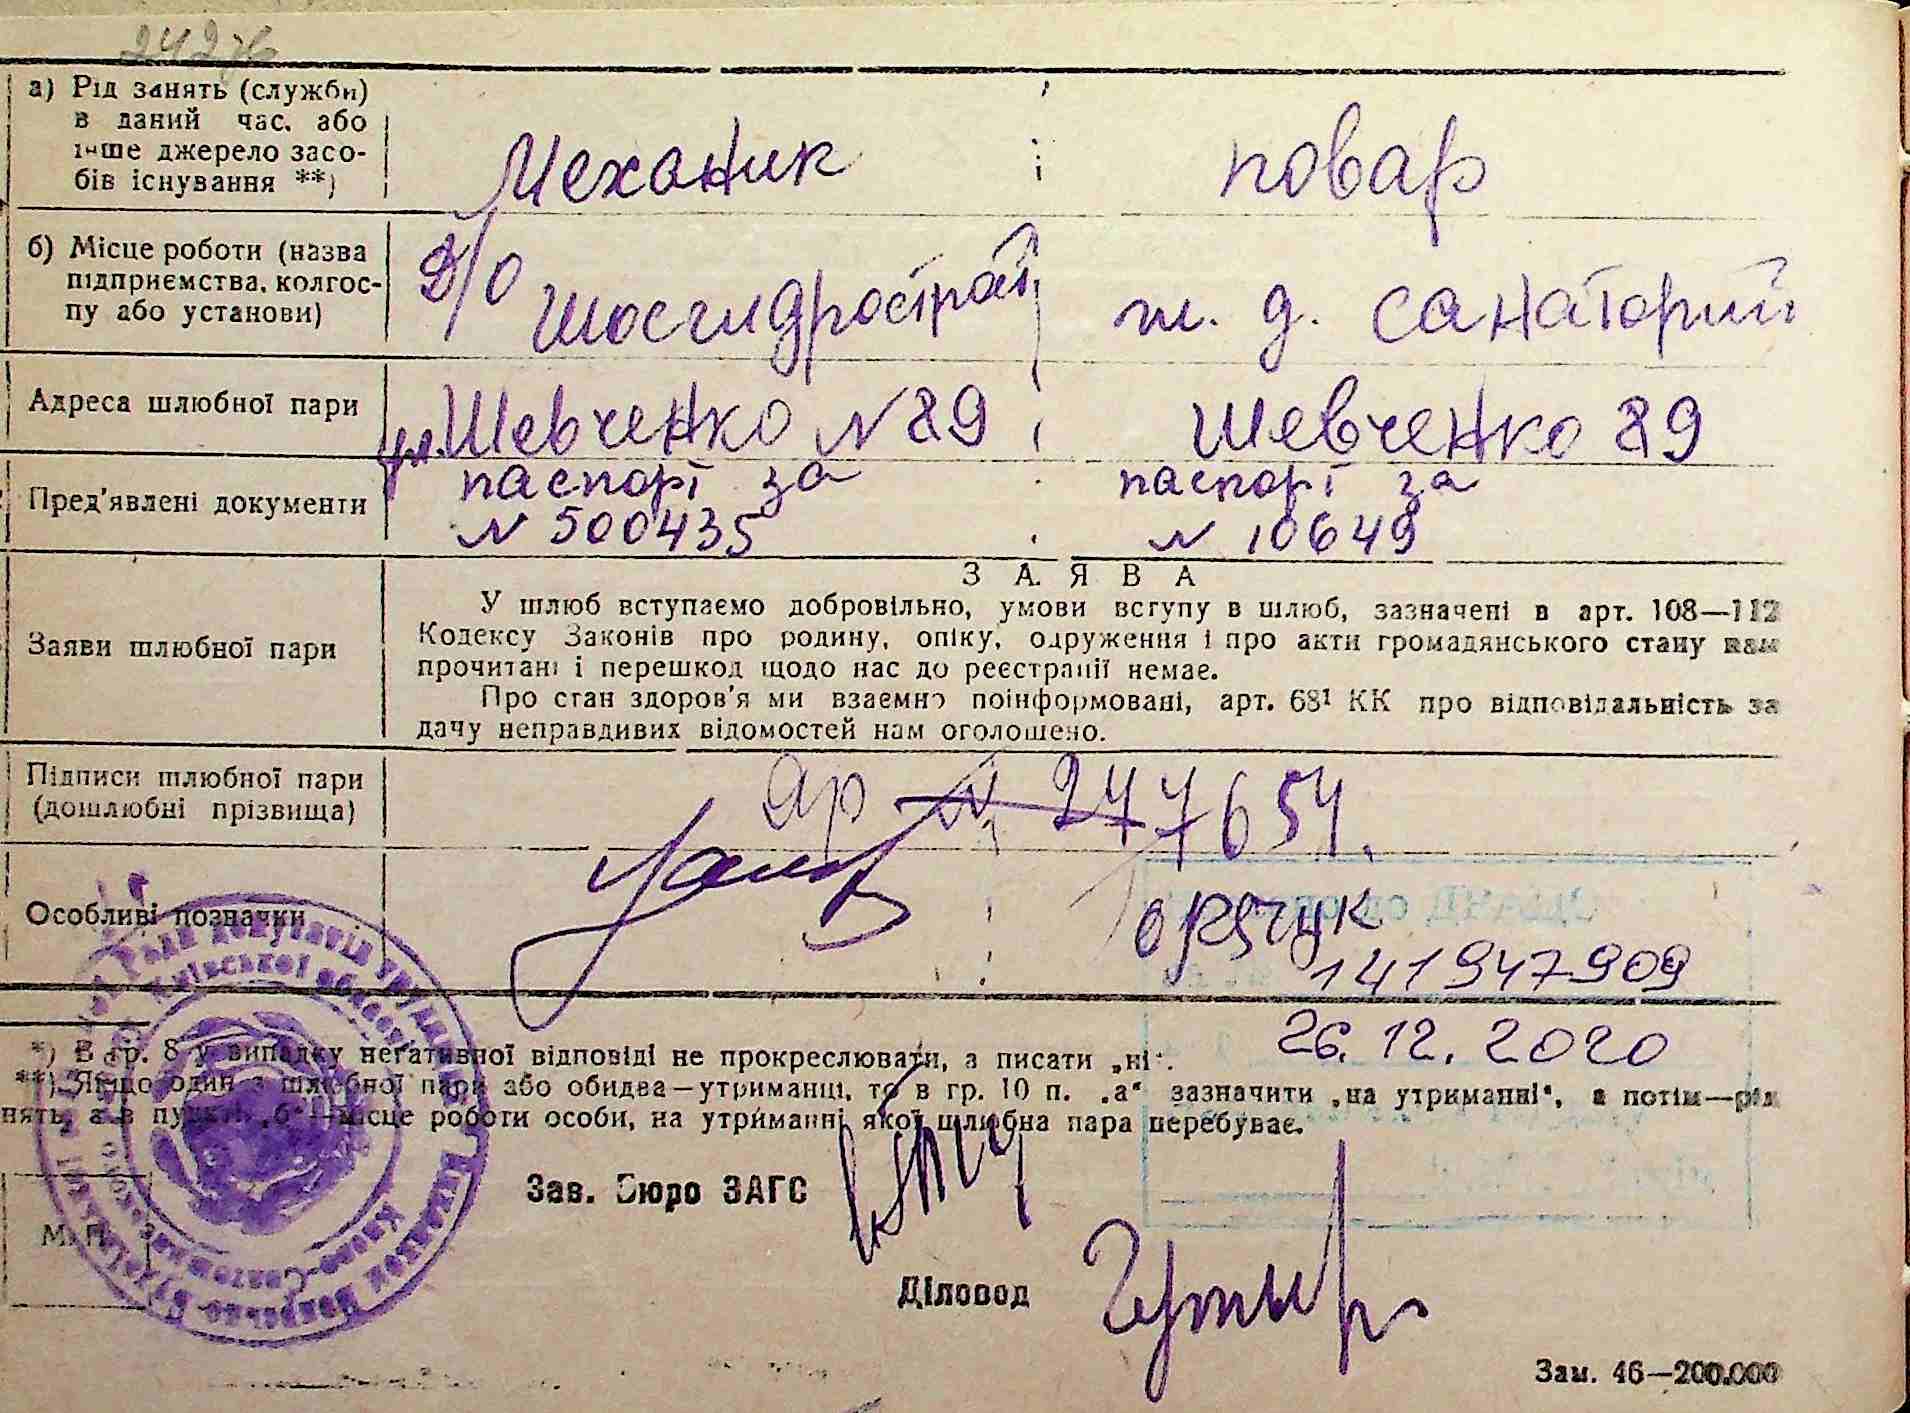 а) Рід занять (служби)
в даний час, або
інше джерело засо-
бів існування **)
Механик повар
б) Місце роботи (назва
підприємства, колгос-
пу або установи)
Шосгидрострой ж. д. санаторий
Адреса шлюбної пари
ул. Шевченко N 89 Шевченко 89
Пред'явлені документи
паспорт за паспорт за
N 500435 N 10649
З А Я В А
Заяви шлюбної пари
У шлюб вступаємо добровільно, умови вступу в шлюб, зазначені в арт. 108—112
Кодексу Законів про родину, опіку, одруження і про акти громадянського стану нам
прочитані і перешкод щодо нас до реєстрації немає.
Про стан здоров'я ми взаємно поінформовані, арт. 68¹ КК про відповідальність за
дачу неправдивих відомостей нам оголошено.
Підписи шлюбної пари
(дошлюбні прізвища)
277654.
Особливі позначки
141947909
26.12.2020
*) В гр. 8 у випадку негативної відповіді не прокреслювати, а писати „ні“.
**) Якщо один з шлюбної пари або обидва—утриманці, то в гр. 10 п. „а“ зазначити „на утриманні“, а потім—рід
нять, а в пункті „б“—місце роботи особи, на утриманні якої шлюбна пара перебуває.
Зав. Бюро ЗАГС
М. П.
Діловод
Зам. 46—200.000